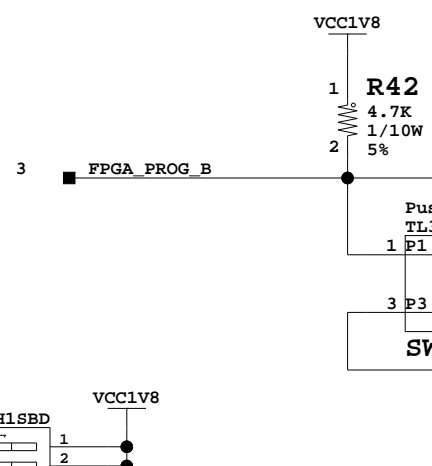 VCC1V8
1
R42
4.7K
1/10W
2
5%
3
FPGA_PROG_B
1 P1
3 P3
VCC1V8
1
2